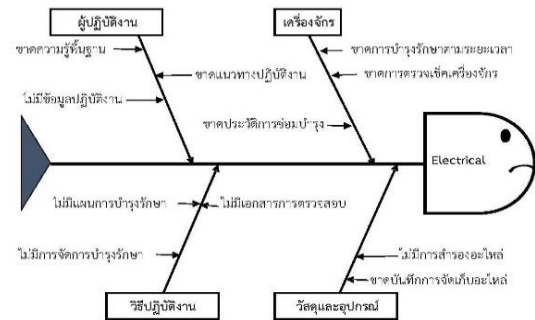 ผู้ปฏิบัติงาน
เครื่องจักร
ขาดความรู้พื้นฐาน
ขาดแนวทางปฏิบัติงาน
ไม่มีข้อมูลปฏิบัติงาน
ขาดการบำรุงรักษาตามระยะเวลา
ขาดการตรวจเช็คเครื่องจักร
ขาดประวัติการซ่อมบำรุง
Electrical
ไม่มีแผนการบำรุงรักษา
ไม่มีเอกสารการตรวจสอบ
ไม่มีการจัดการบำรุงรักษา
ไม่มีการสำรองอะไหล่
ขาดบันทึกการจัดเก็บอะไหล่
วิธีปฏิบัติงาน
วัสดุและอุปกรณ์